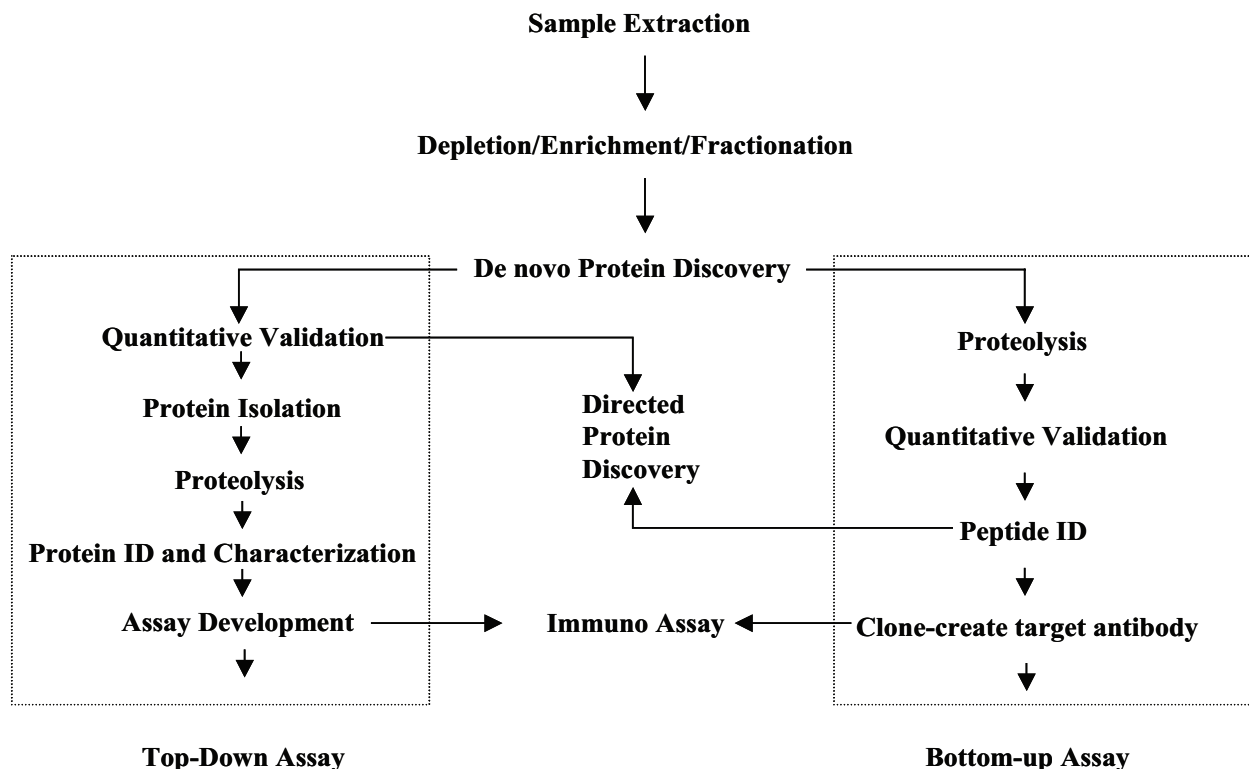 Sample Extraction
Depletion/Enrichment/Fractionation
De novo Protein Discovery
Quantitative Validation
Protein Isolation
Proteolysis
Protein ID and Characterization
Assay Development
Top-Down Assay
Directed
Protein
Discovery
Immuno Assay
Proteolysis
Quantitative Validation
Peptide ID
Clone-create target antibody
Bottom-up Assay